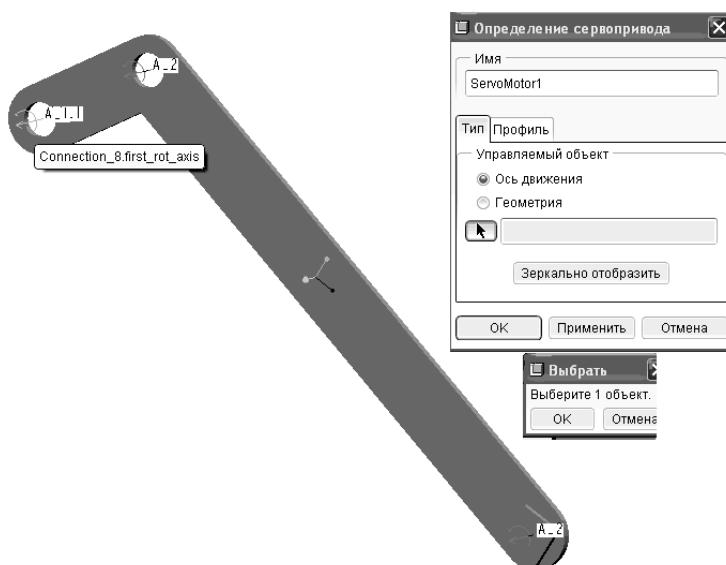 A_2
A_1.1
Connection_8.first_rot_axis
A_2
Определение сервопривода
Имя
ServoMotor1
Тип Профиль
Управляемый объект
Ось движения
Геометрия
Зеркально отобразить
OK Применить Отмена
Выбрать
Выберите 1 объект.
OK Отмена